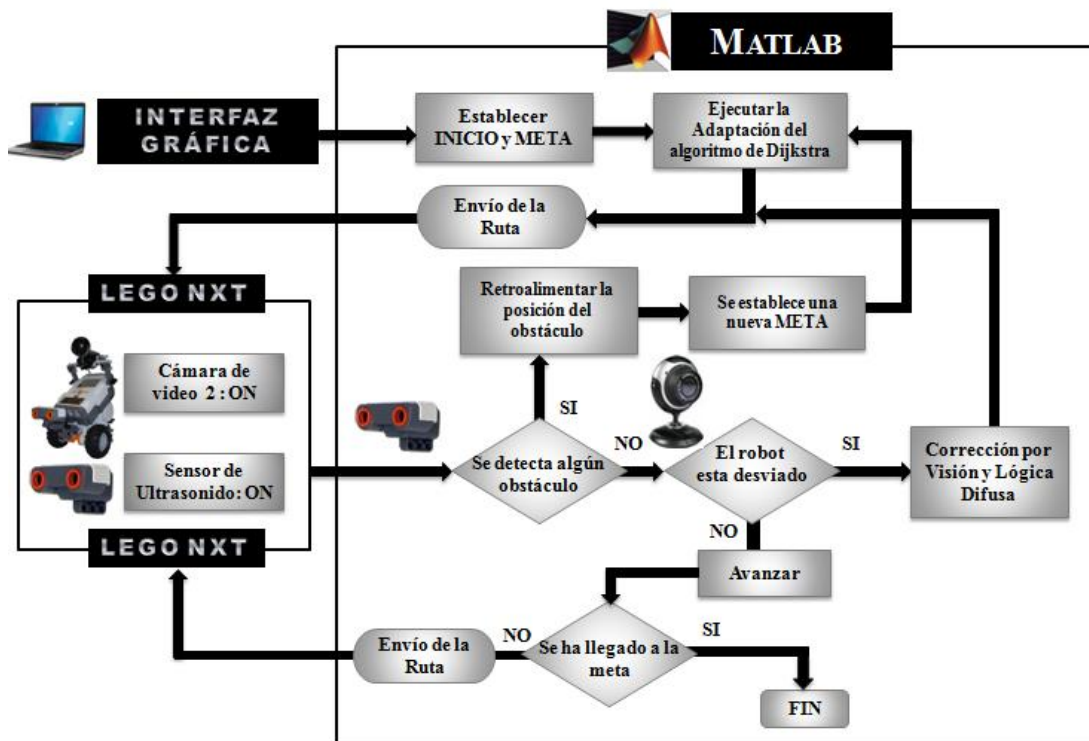 MATLAB
INTERFAZ
GRÁFICA
Establecer
INICIO y META
Ejecutar la
Adaptación del
algoritmo de Dijkstra
Envío de la
Ruta
LEGO NXT
Retroalimentar la
posición del
obstáculo
Se establece una
nueva META
Cámara de
video 2 : ON
SI
Sensor de
Ultrasonido: ON
Se detecta algún
obstáculo
NO
El robot
esta desviado
SI
Corrección por
Visión y Lógica
Difusa
NO
LEGO NXT
Avanzar
Envío de la
Ruta
NO
Se ha llegado a la
meta
SI
FIN